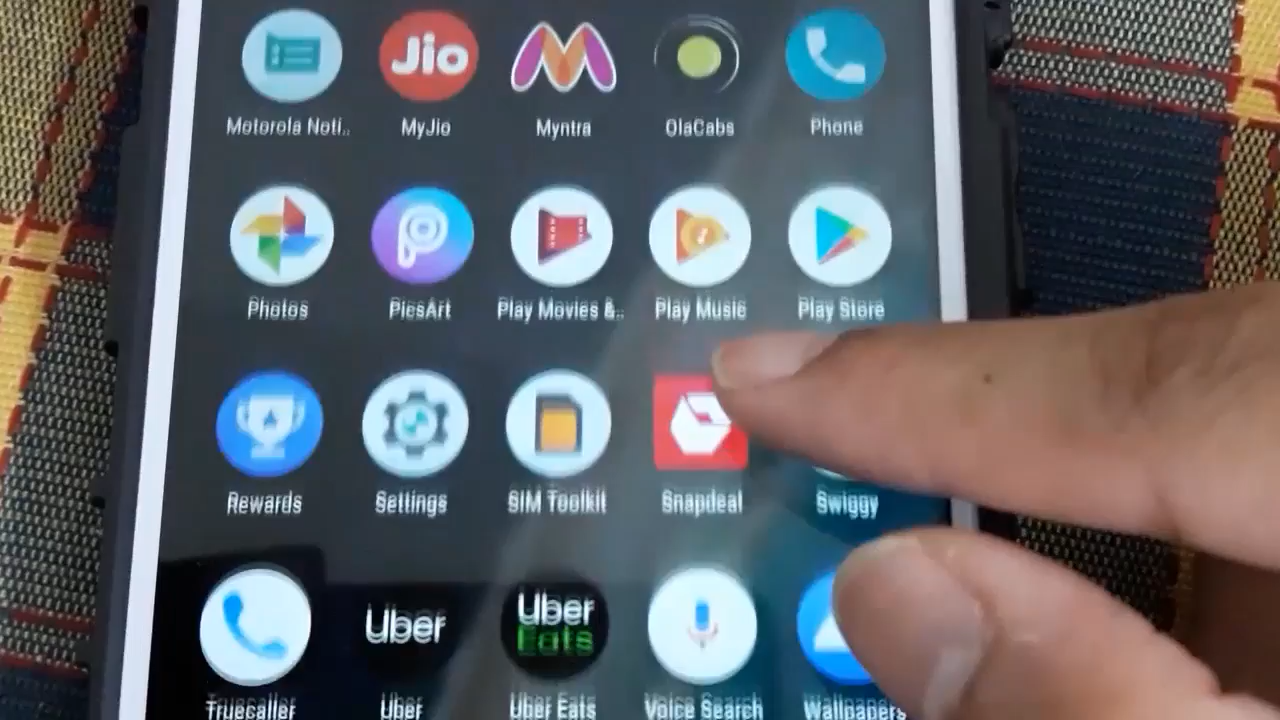 Jio
Motorola Noti..
MyJio
Myntra
OlaCabs
Phone
Photos
PicsArt
Play Movies &..
Play Music
Play Store
Rewards
Settings
SIM Toolkit
Snapdeal
Swiggy
Uber
Uber
Eats
Truecaller
Uber
Uber Eats
Voice Search
Wallpapers